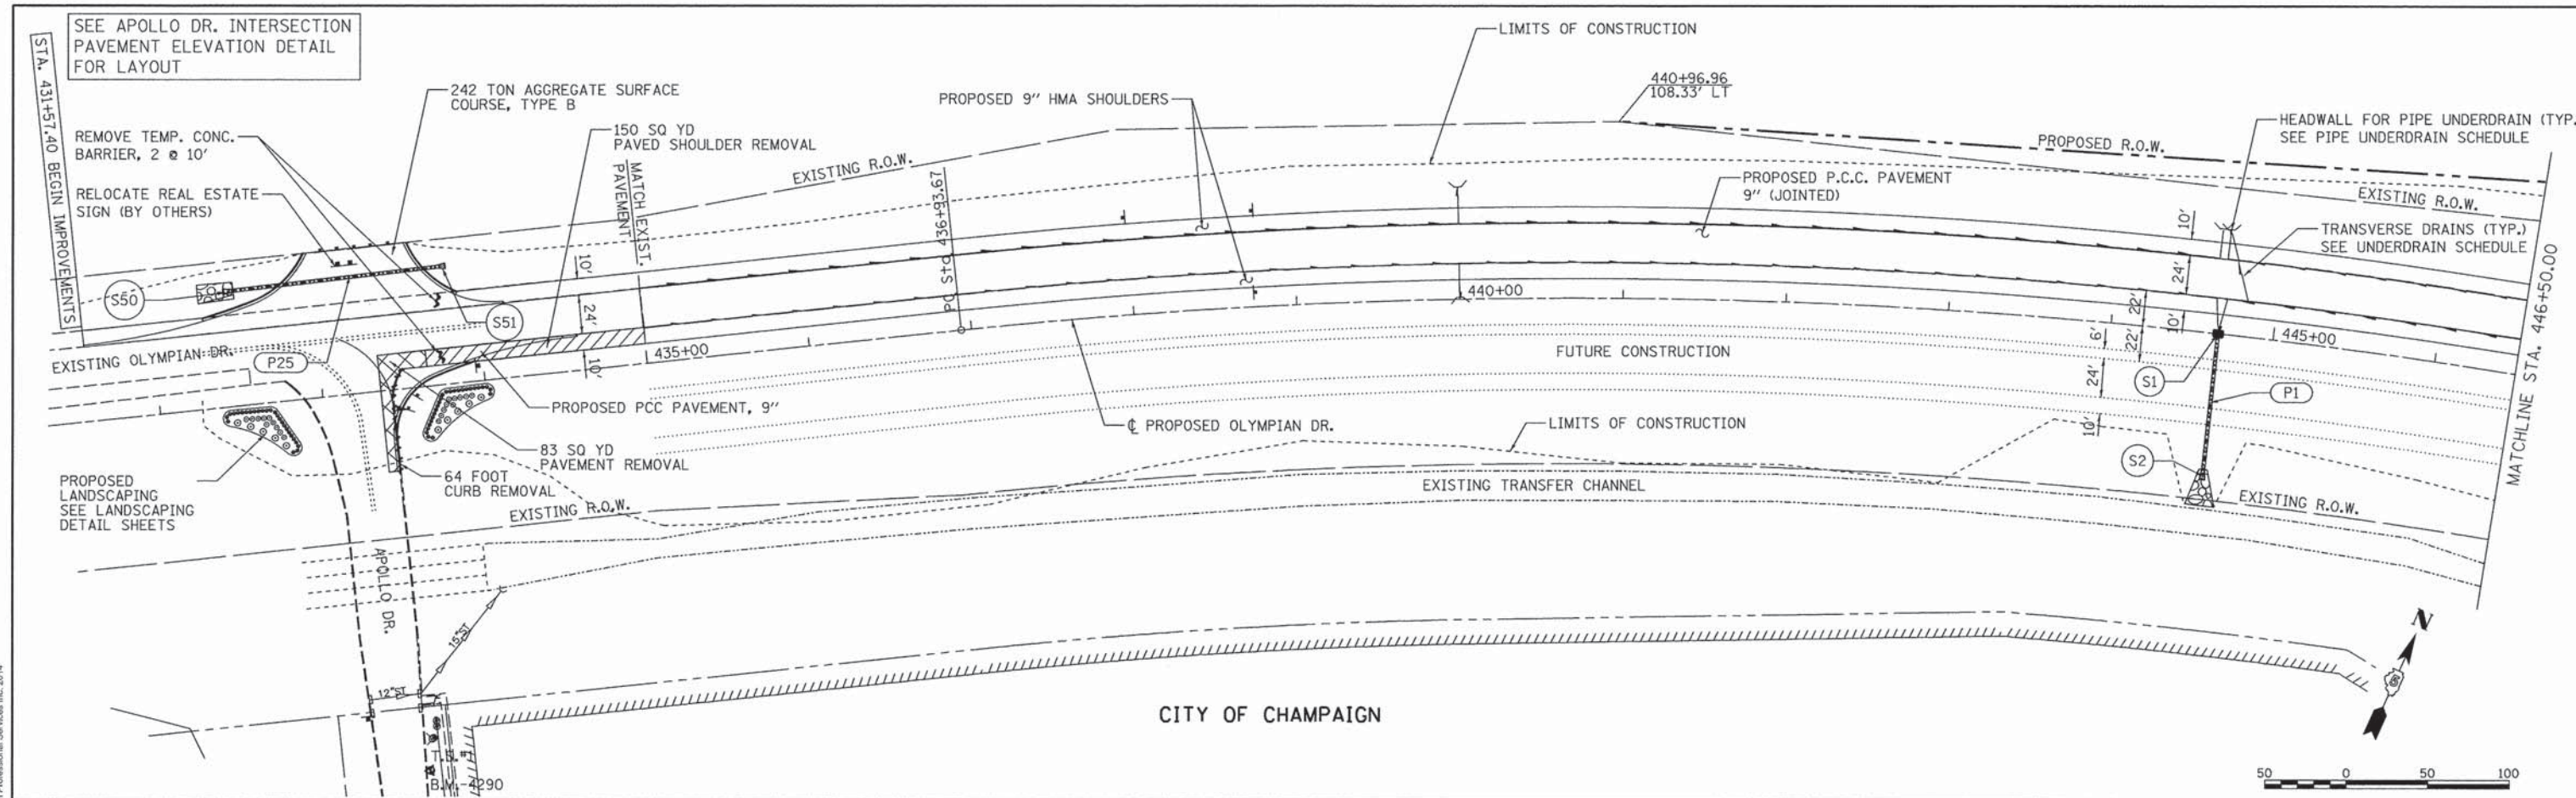 SEE APOLLO DR. INTERSECTION
PAVEMENT ELEVATION DETAIL
FOR LAYOUT
STA. 431+57.40 BEGIN IMPROVEMENTS
242 TON AGGREGATE SURFACE
COURSE, TYPE B
REMOVE TEMP. CONC.
BARRIER, 2 @ 10'
RELOCATE REAL ESTATE
SIGN (BY OTHERS)
150 SQ YD
PAVED SHOULDER REMOVAL
MATCH EXIST.
PAVEMENT
EXISTING R.O.W.
PROPOSED 9" HMA SHOULDERS
LIMITS OF CONSTRUCTION
440+96.96
108.33' LT
PROPOSED R.O.W.
HEADWALL FOR PIPE UNDERDRAIN (TYP.
SEE PIPE UNDERDRAIN SCHEDULE
PROPOSED P.C.C. PAVEMENT
9" (JOINTED)
EXISTING R.O.W.
TRANSVERSE DRAINS (TYP.)
SEE UNDERDRAIN SCHEDULE
PC Sta 436+93.67
S50
S51
P25
10'
24'
10'
EXISTING OLYMPIAN DR.
435+00
440+00
445+00
10'
24'
22'
10'
22'
6'
24'
10'
S1
P1
S2
FUTURE CONSTRUCTION
MATCHLINE STA. 446+50.00
PROPOSED PCC PAVEMENT, 9"
℄ PROPOSED OLYMPIAN DR.
LIMITS OF CONSTRUCTION
83 SQ YD
PAVEMENT REMOVAL
64 FOOT
CURB REMOVAL
PROPOSED
LANDSCAPING
SEE LANDSCAPING
DETAIL SHEETS
EXISTING R.O.W.
EXISTING TRANSFER CHANNEL
EXISTING R.O.W.
APOLLO DR.
15"ST
12"ST
CITY OF CHAMPAIGN
N
50 0 50 100